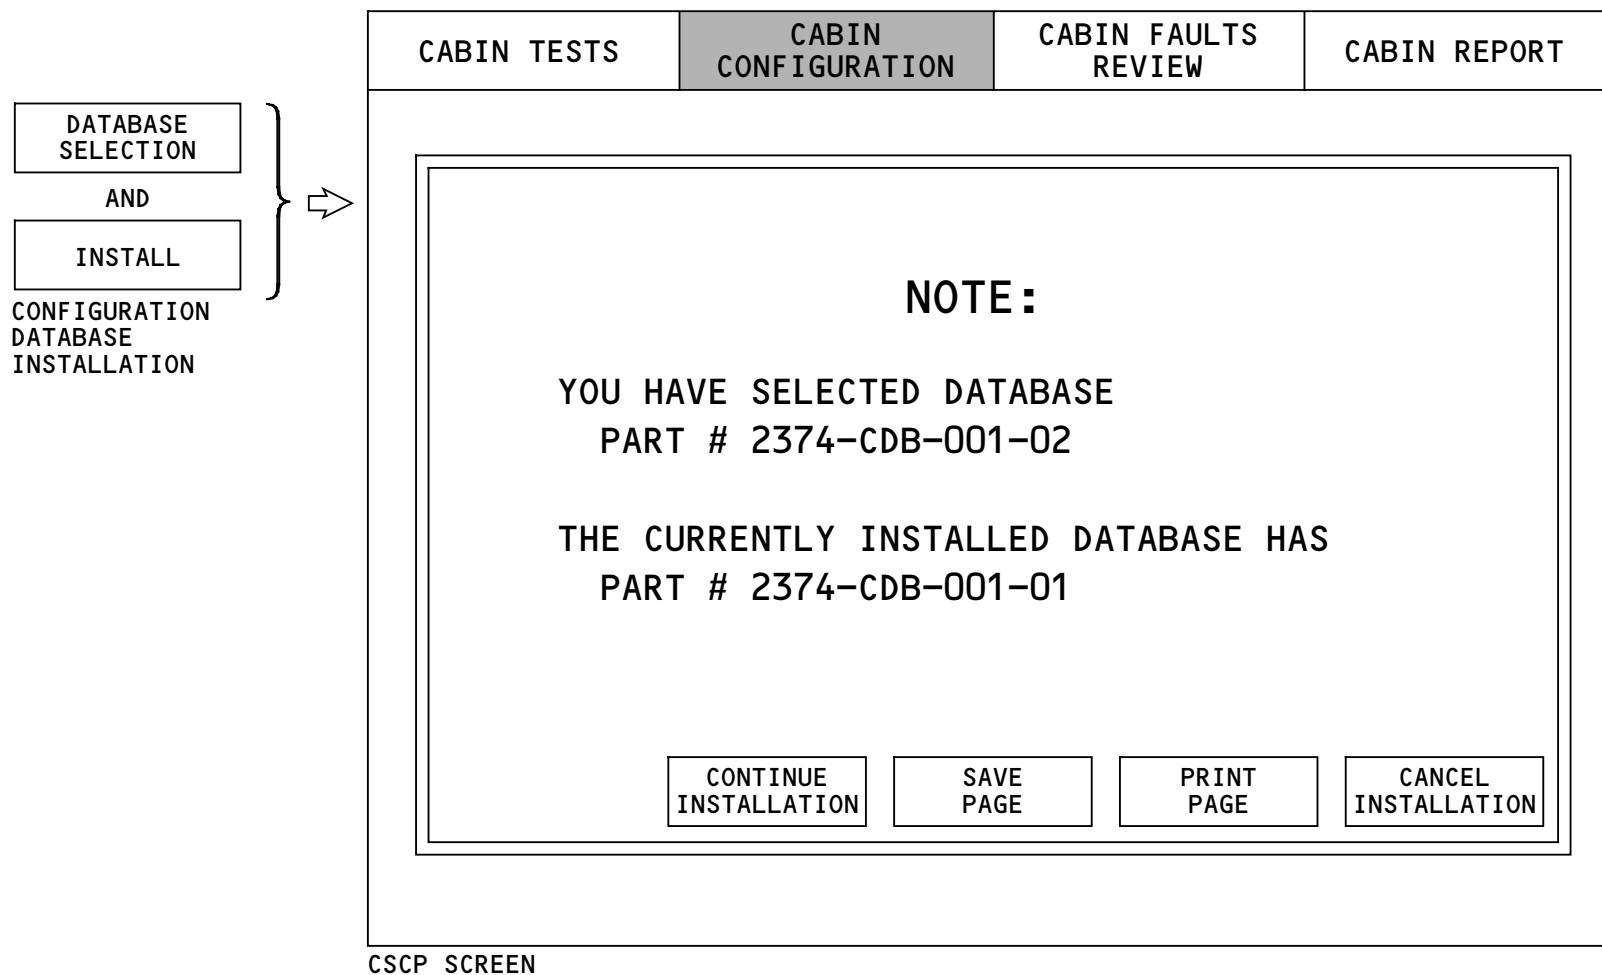 CABIN TESTS
CABIN
CONFIGURATION
CABIN FAULTS
REVIEW
CABIN REPORT
DATABASE
SELECTION
AND
INSTALL
CONFIGURATION
DATABASE
INSTALLATION
NOTE:
YOU HAVE SELECTED DATABASE
PART # 2374-CDB-001-02
THE CURRENTLY INSTALLED DATABASE HAS
PART # 2374-CDB-001-01
CONTINUE
INSTALLATION
SAVE
PAGE
PRINT
PAGE
CANCEL
INSTALLATION
CSCP SCREEN